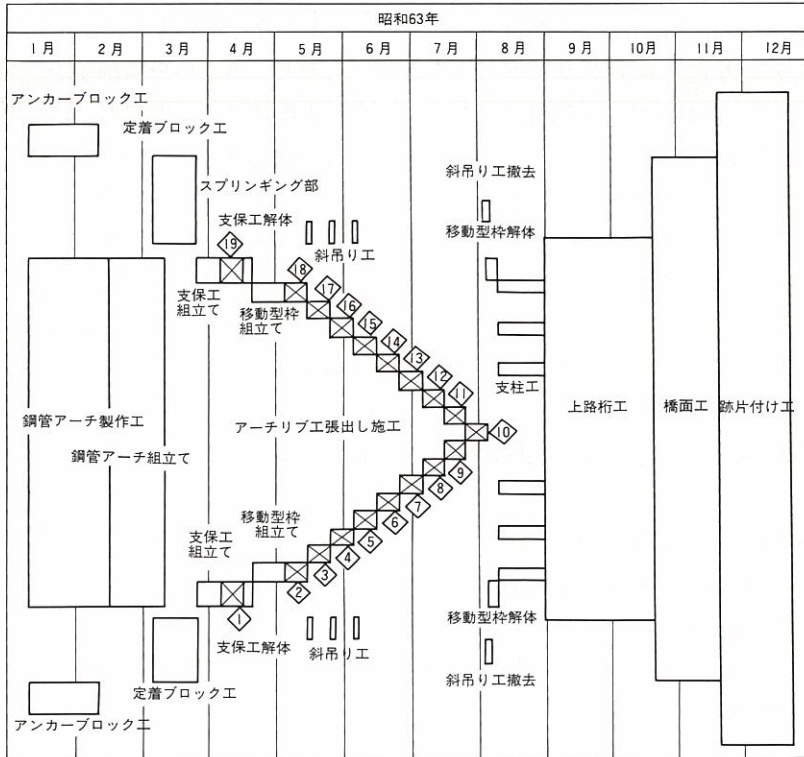 昭和63年
1月 2月 3月 4月 5月 6月 7月 8月 9月 10月 11月 12月
アンカーブロック工
定着ブロック工
スプリンギング部
支保工解体
斜吊り工
斜吊り工撤去
移動型枠解体
19
支保工
組立て
移動型枠
組立て
18
17
16
15
14
13
12
11
支柱工
鋼管アーチ製作工
鋼管アーチ組立て
アーチリブ工張出し施工
10
上路桁工
橋面工
跡片付け工
9
8
7
6
5
4
3
2
1
移動型枠
組立て
支保工
組立て
支保工解体
斜吊り工
移動型枠解体
斜吊り工撤去
定着ブロック工
アンカーブロック工